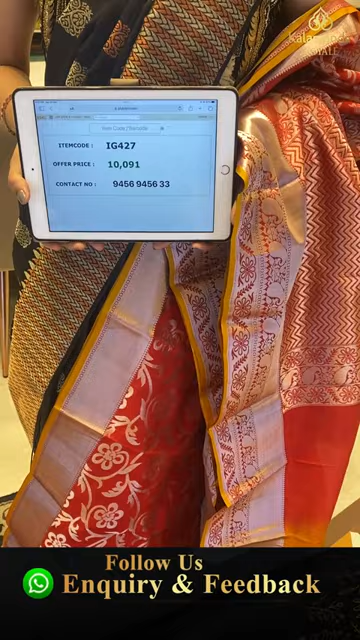 Item Code / Barcode
ITEMCODE : IG427
OFFER PRICE : 10,091
CONTACT NO : 9456 9456 33
Follow Us
Enquiry & Feedback